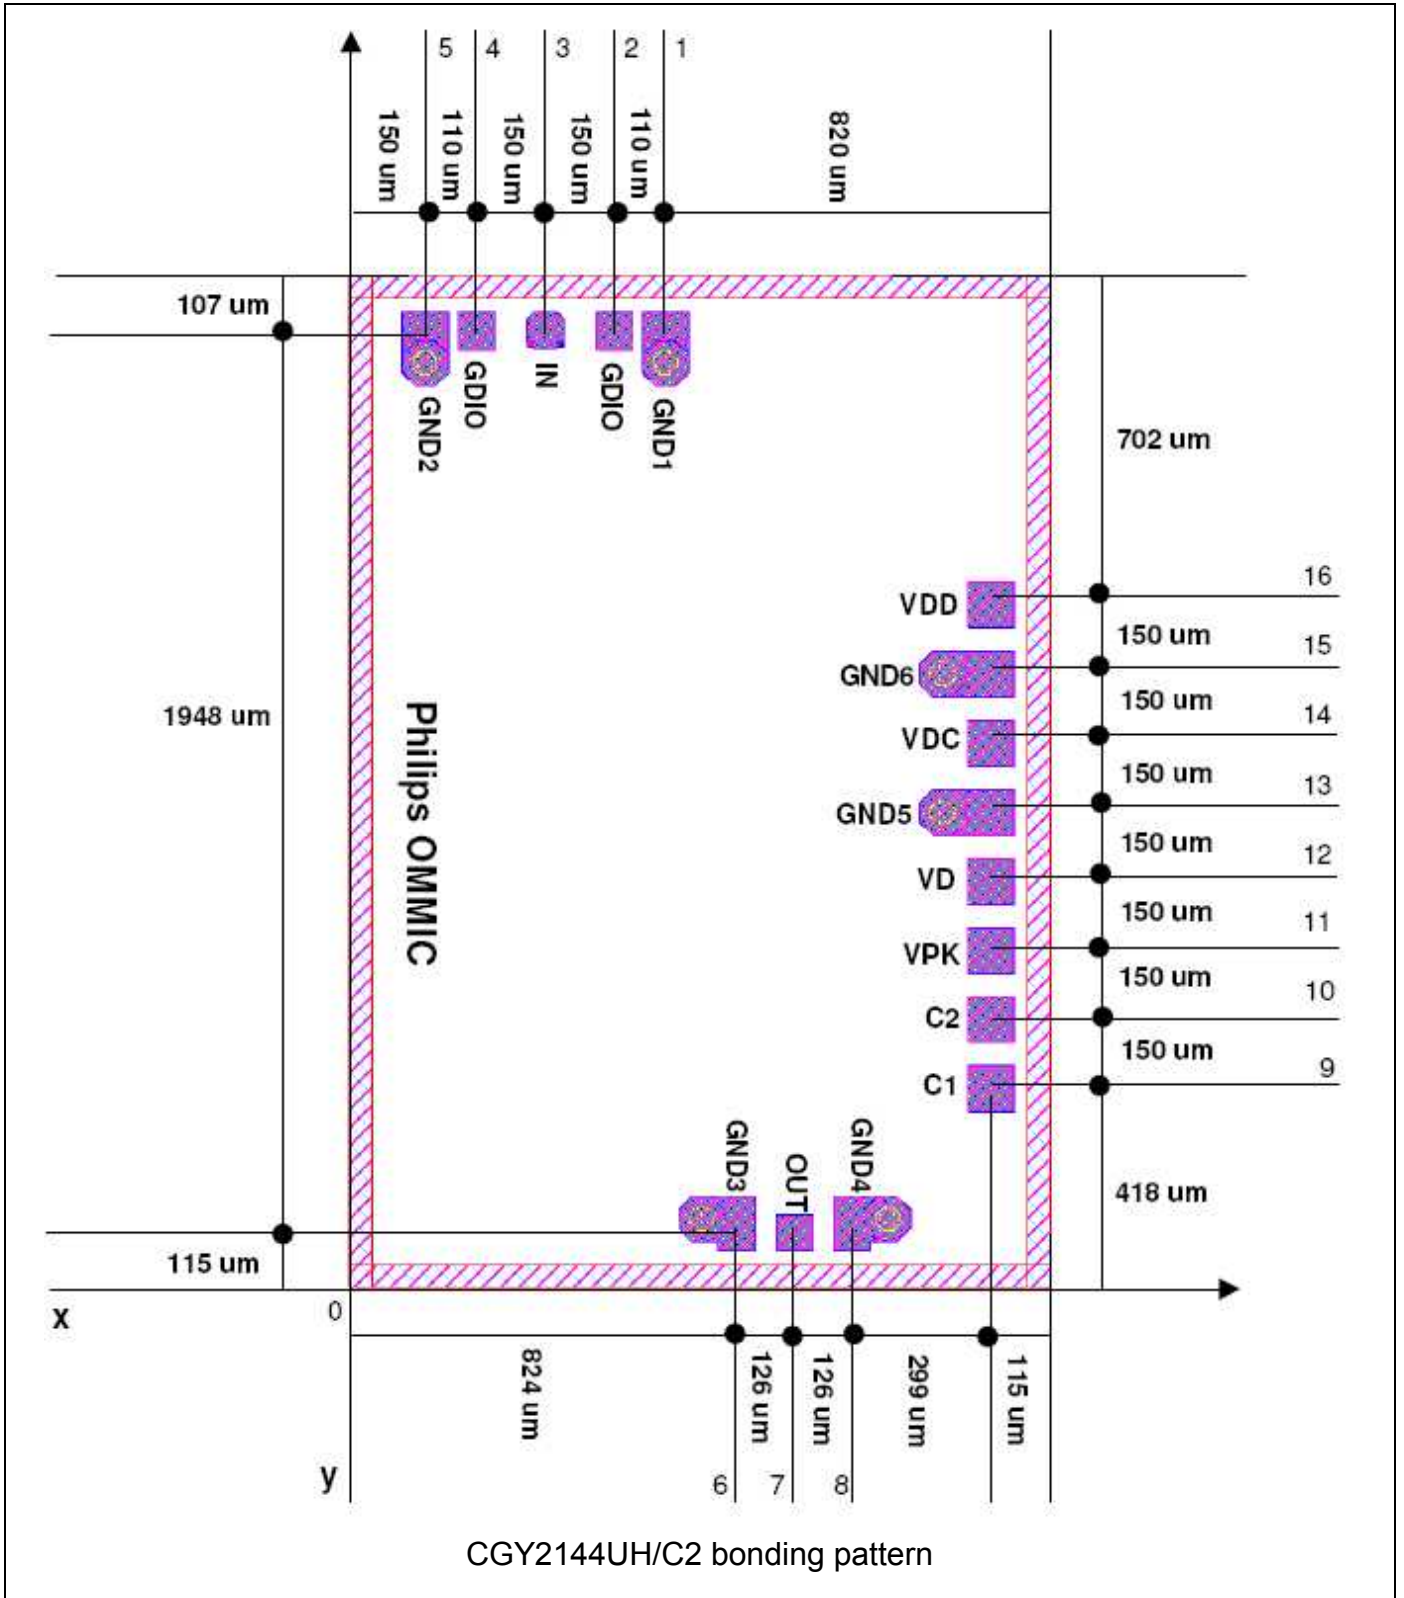 5
4
3
2
1
150 um
110 um
150 um
150 um
110 um
820 um
107 um
GND2
GDIO
IN
GDIO
GND1
702 um
16
VDD
150 um
15
GND6
150 um
14
1948 um
Philips OMMIC
VDC
150 um
13
GND5
150 um
12
VD
150 um
11
VPK
150 um
10
C2
150 um
9
C1
GND3
OUT
GND4
418 um
115 um
x
0
824 um
126 um
126 um
299 um
115 um
y
6
7
8
CGY2144UH/C2 bonding pattern